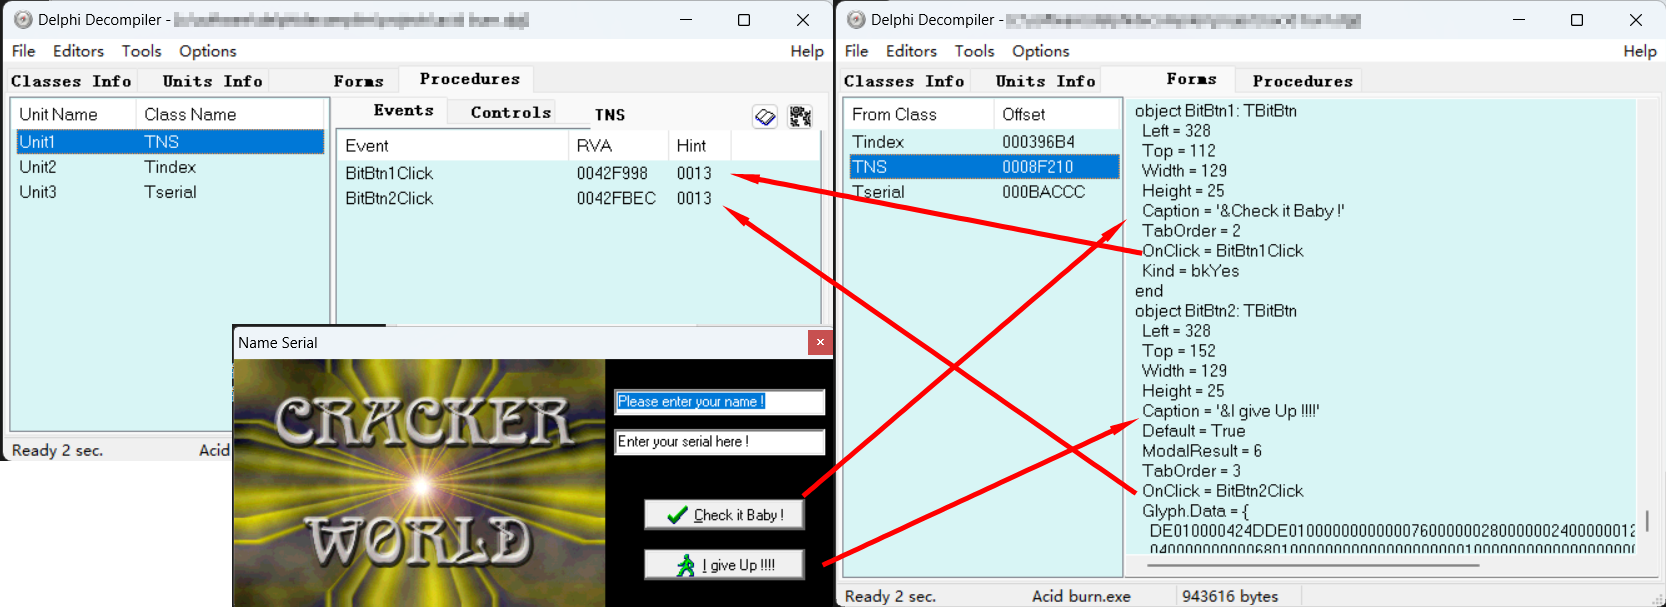 Delphi Decompiler -
File Editors Tools Options Help
Classes Info Units Info Forms Procedures
Unit Name Class Name
Unit1 TNS
Unit2 Tindex
Unit3 Tserial
Events Controls TNS
Event RVA Hint
BitBtn1Click 0042F998 0013
BitBtn2Click 0042FBEC 0013
Ready 2 sec. Acid
Name Serial
CRACKER
WORLD
Please enter your name !
Enter your serial here !
Check it Baby !
I give Up !!!!
Delphi Decompiler -
File Editors Tools Options Help
Classes Info Units Info Forms Procedures
From Class Offset
Tindex 000396B4
TNS 0008F210
Tserial 000BACCC
object BitBtn1: TBitBtn
Left = 328
Top = 112
Width = 129
Height = 25
Caption = '&Check it Baby !'
TabOrder = 2
OnClick = BitBtn1Click
Kind = bkYes
end
object BitBtn2: TBitBtn
Left = 328
Top = 152
Width = 129
Height = 25
Caption = '&I give Up !!!!'
Default = True
ModalResult = 6
TabOrder = 3
OnClick = BitBtn2Click
Glyph.Data = {
Ready 2 sec. Acid burn.exe 943616 bytes